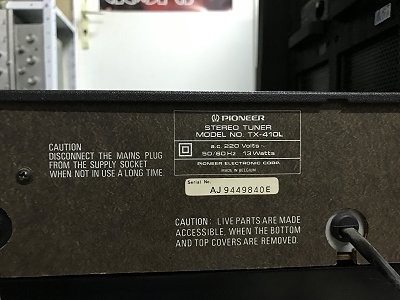 PIONEER
STEREO TUNER
MODEL NO. TX-410L
a.c. 220 Volts ~
50/60 Hz 13 Watts
PIONEER ELECTRONIC CORP.
MADE IN BELGIUM
CAUTION
DISCONNECT THE MAINS PLUG
FROM THE SUPPLY SOCKET
WHEN NOT IN USE A LONG TIME.
Serial No.
AJ 9449840E
CAUTION: LIVE PARTS ARE MADE
ACCESSIBLE, WHEN THE BOTTOM
AND TOP COVERS ARE REMOVED.